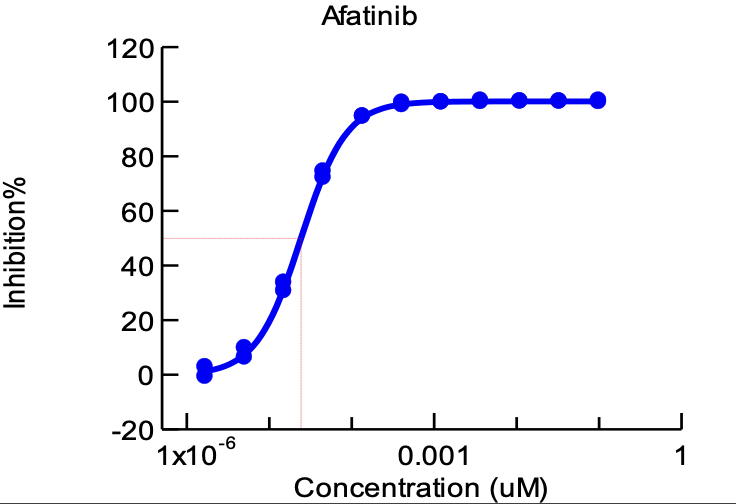 Afatinib
120
100
80
60
40
20
0
-20
Inhibition%
1x10⁻⁶ 0.001 1
Concentration (uM)